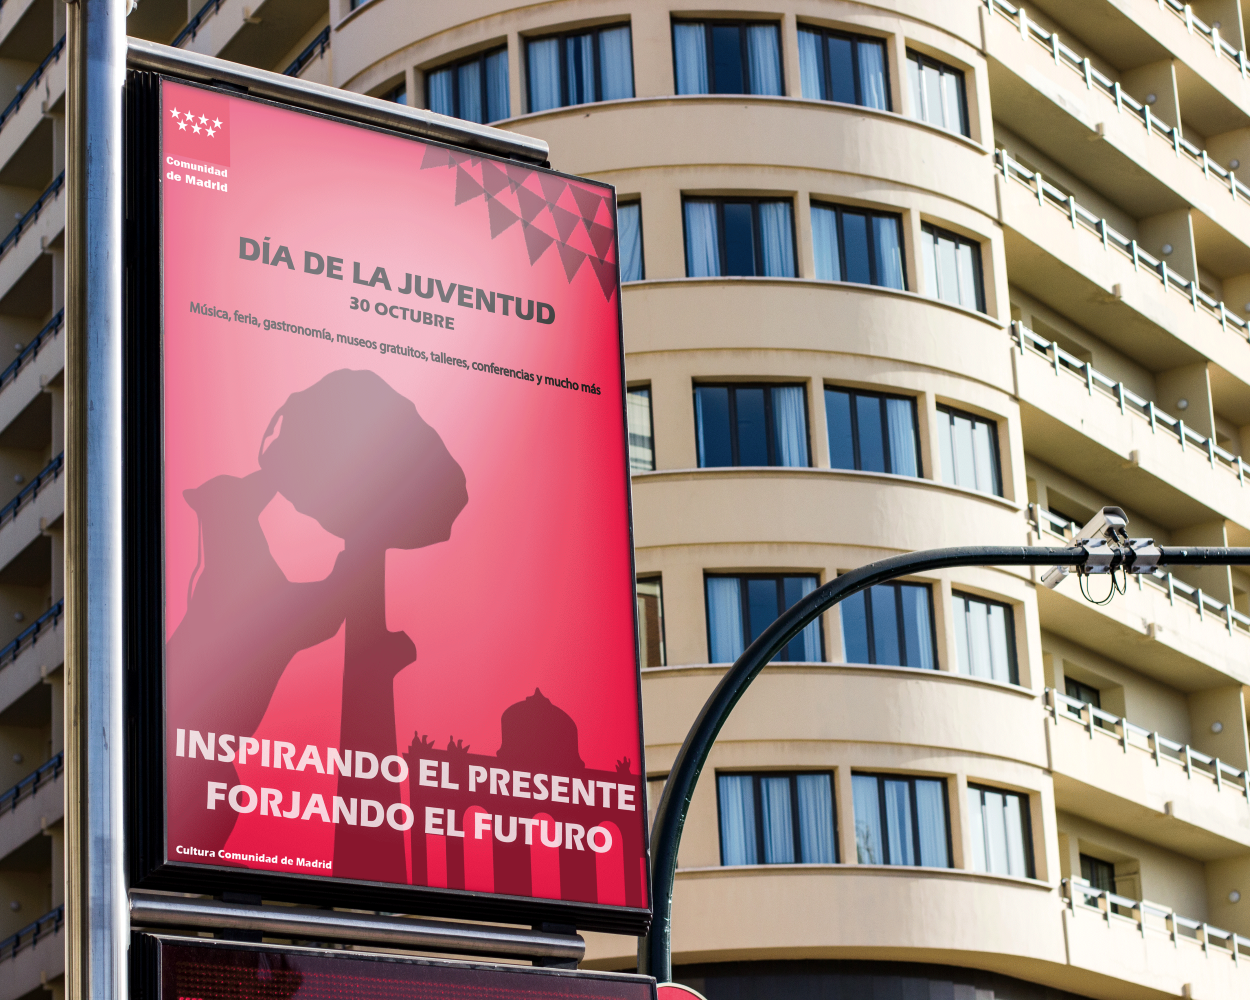 Comunidad
de Madrid
DÍA DE LA JUVENTUD
30 OCTUBRE
Música, feria, gastronomía, museos gratuitos, talleres, conferencias y mucho más
INSPIRANDO EL PRESENTE
FORJANDO EL FUTURO
Cultura Comunidad de Madrid